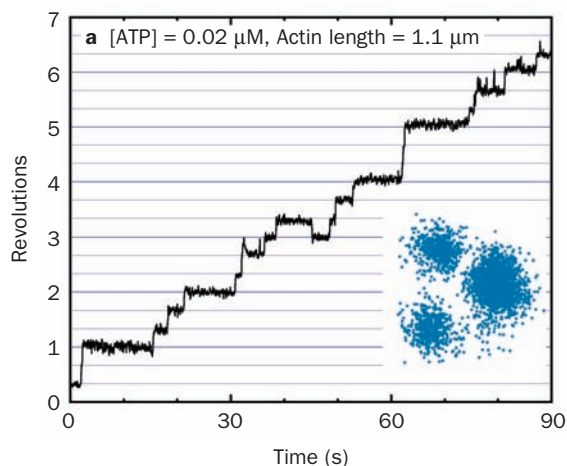 7
a [ATP] = 0.02 μM, Actin length = 1.1 μm
6
5
4
3
2
1
0
Revolutions
0 30 60 90
Time (s)